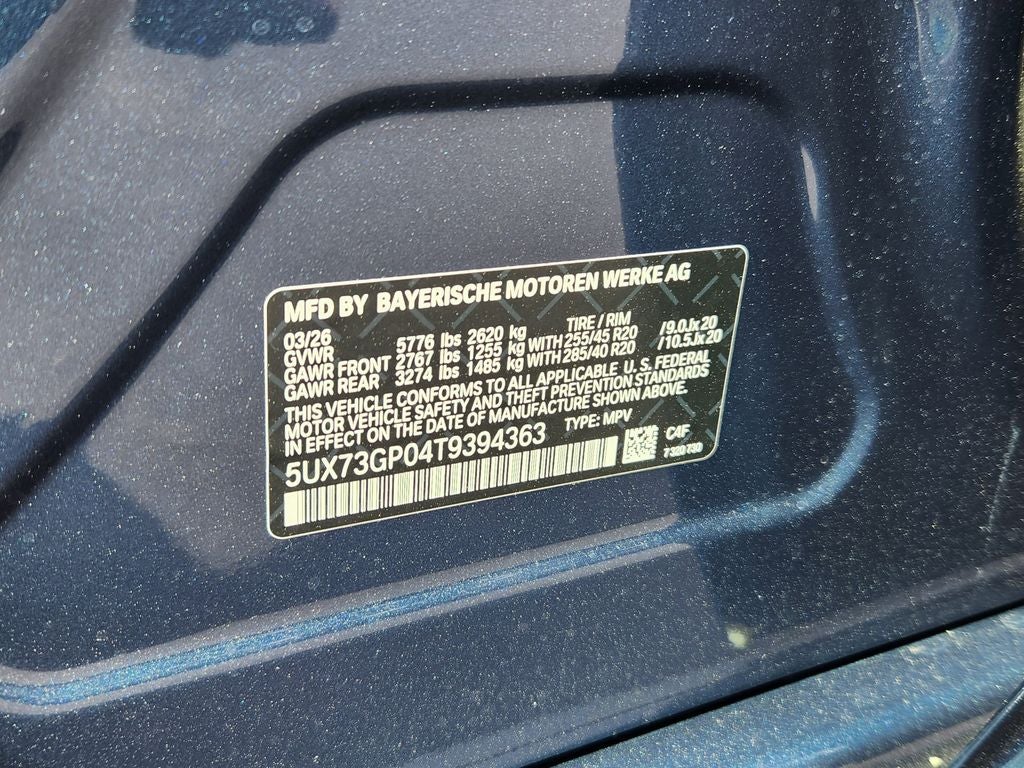 MFD BY BAYERISCHE MOTOREN WERKE AG
03/26 TIRE / RIM
GVWR 5776 lbs 2620 kg
GAWR FRONT 2767 lbs 1255 kg WITH 255/45 R20 /9.0Jx20
GAWR REAR 3274 lbs 1485 kg WITH 285/40 R20 /10.5Jx20
THIS VEHICLE CONFORMS TO ALL APPLICABLE U. S. FEDERAL
MOTOR VEHICLE SAFETY AND THEFT PREVENTION STANDARDS
IN EFFECT ON THE DATE OF MANUFACTURE SHOWN ABOVE.
5UX73GP04T9394363 TYPE: MPV
C4F
7320730